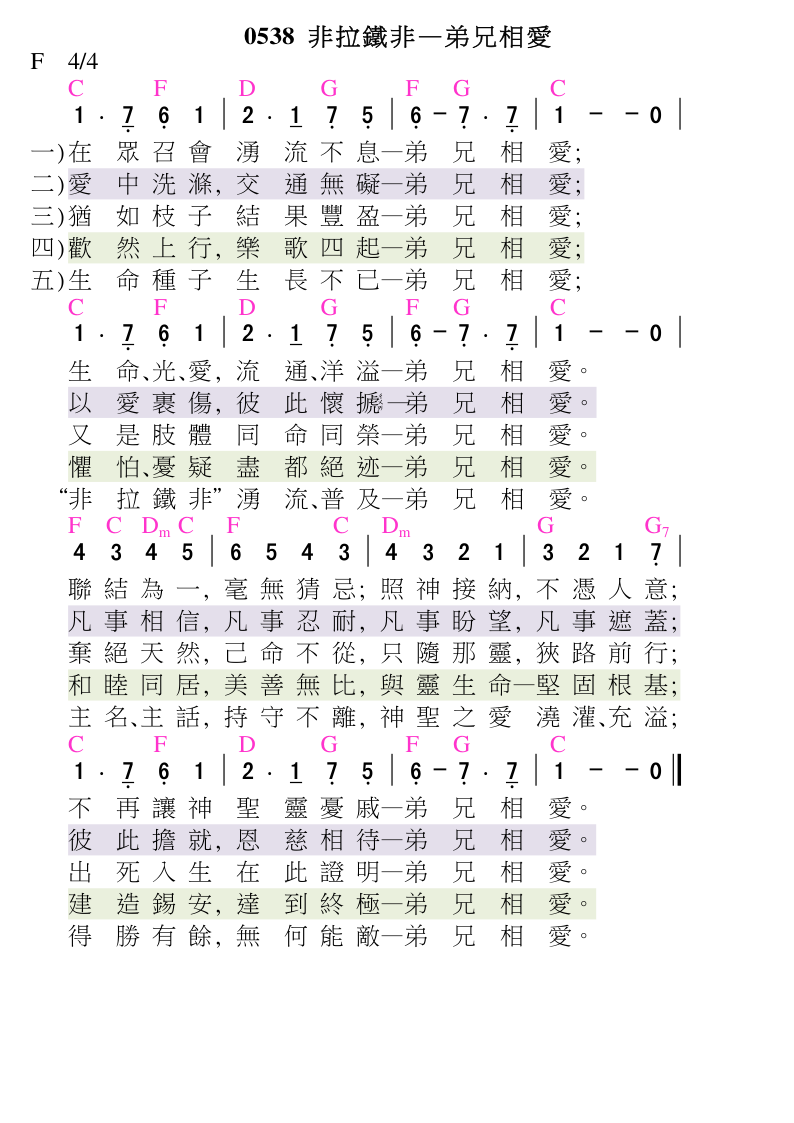 0538 非拉鐵非—弟兄相愛
F 4/4
C F D G F G C
1 . 7 6 1 | 2 . 1 7 5 | 6 – 7 . 7 | 1 – – 0 |
一)在眾召會湧流不息—弟兄相愛;
二)愛中洗滌,交通無礙—弟兄相愛;
三)猶如枝子結果豐盈—弟兄相愛;
四)歡然上行,樂歌四起—弟兄相愛;
五)生命種子生長不已—弟兄相愛;
C F D G F G C
1 . 7 6 1 | 2 . 1 7 5 | 6 – 7 . 7 | 1 – – 0 |
生命、光、愛,流通、洋溢—弟兄相愛。
以愛裹傷,彼此懷搋—弟兄相愛。
又是肢體同命同榮—弟兄相愛。
懼怕、憂疑盡都絕迹—弟兄相愛。
“非拉鐵非”湧流、普及—弟兄相愛。
F C Dm C F C Dm G G7
4 3 4 5 | 6 5 4 3 | 4 3 2 1 | 3 2 1 7 |
聯結為一,毫無猜忌;照神接納,不憑人意;
凡事相信,凡事忍耐,凡事盼望,凡事遮蓋;
棄絕天然,己命不從,只隨那靈,狹路前行;
和睦同居,美善無比,與靈生命—堅固根基;
主名、主話,持守不離,神聖之愛澆灌、充溢;
C F D G F G C
1 . 7 6 1 | 2 . 1 7 5 | 6 – 7 . 7 | 1 – – 0 ‖
不再讓神聖靈憂戚—弟兄相愛。
彼此擔就,恩慈相待—弟兄相愛。
出死入生在此證明—弟兄相愛。
建造錫安,達到終極—弟兄相愛。
得勝有餘,無何能敵—弟兄相愛。